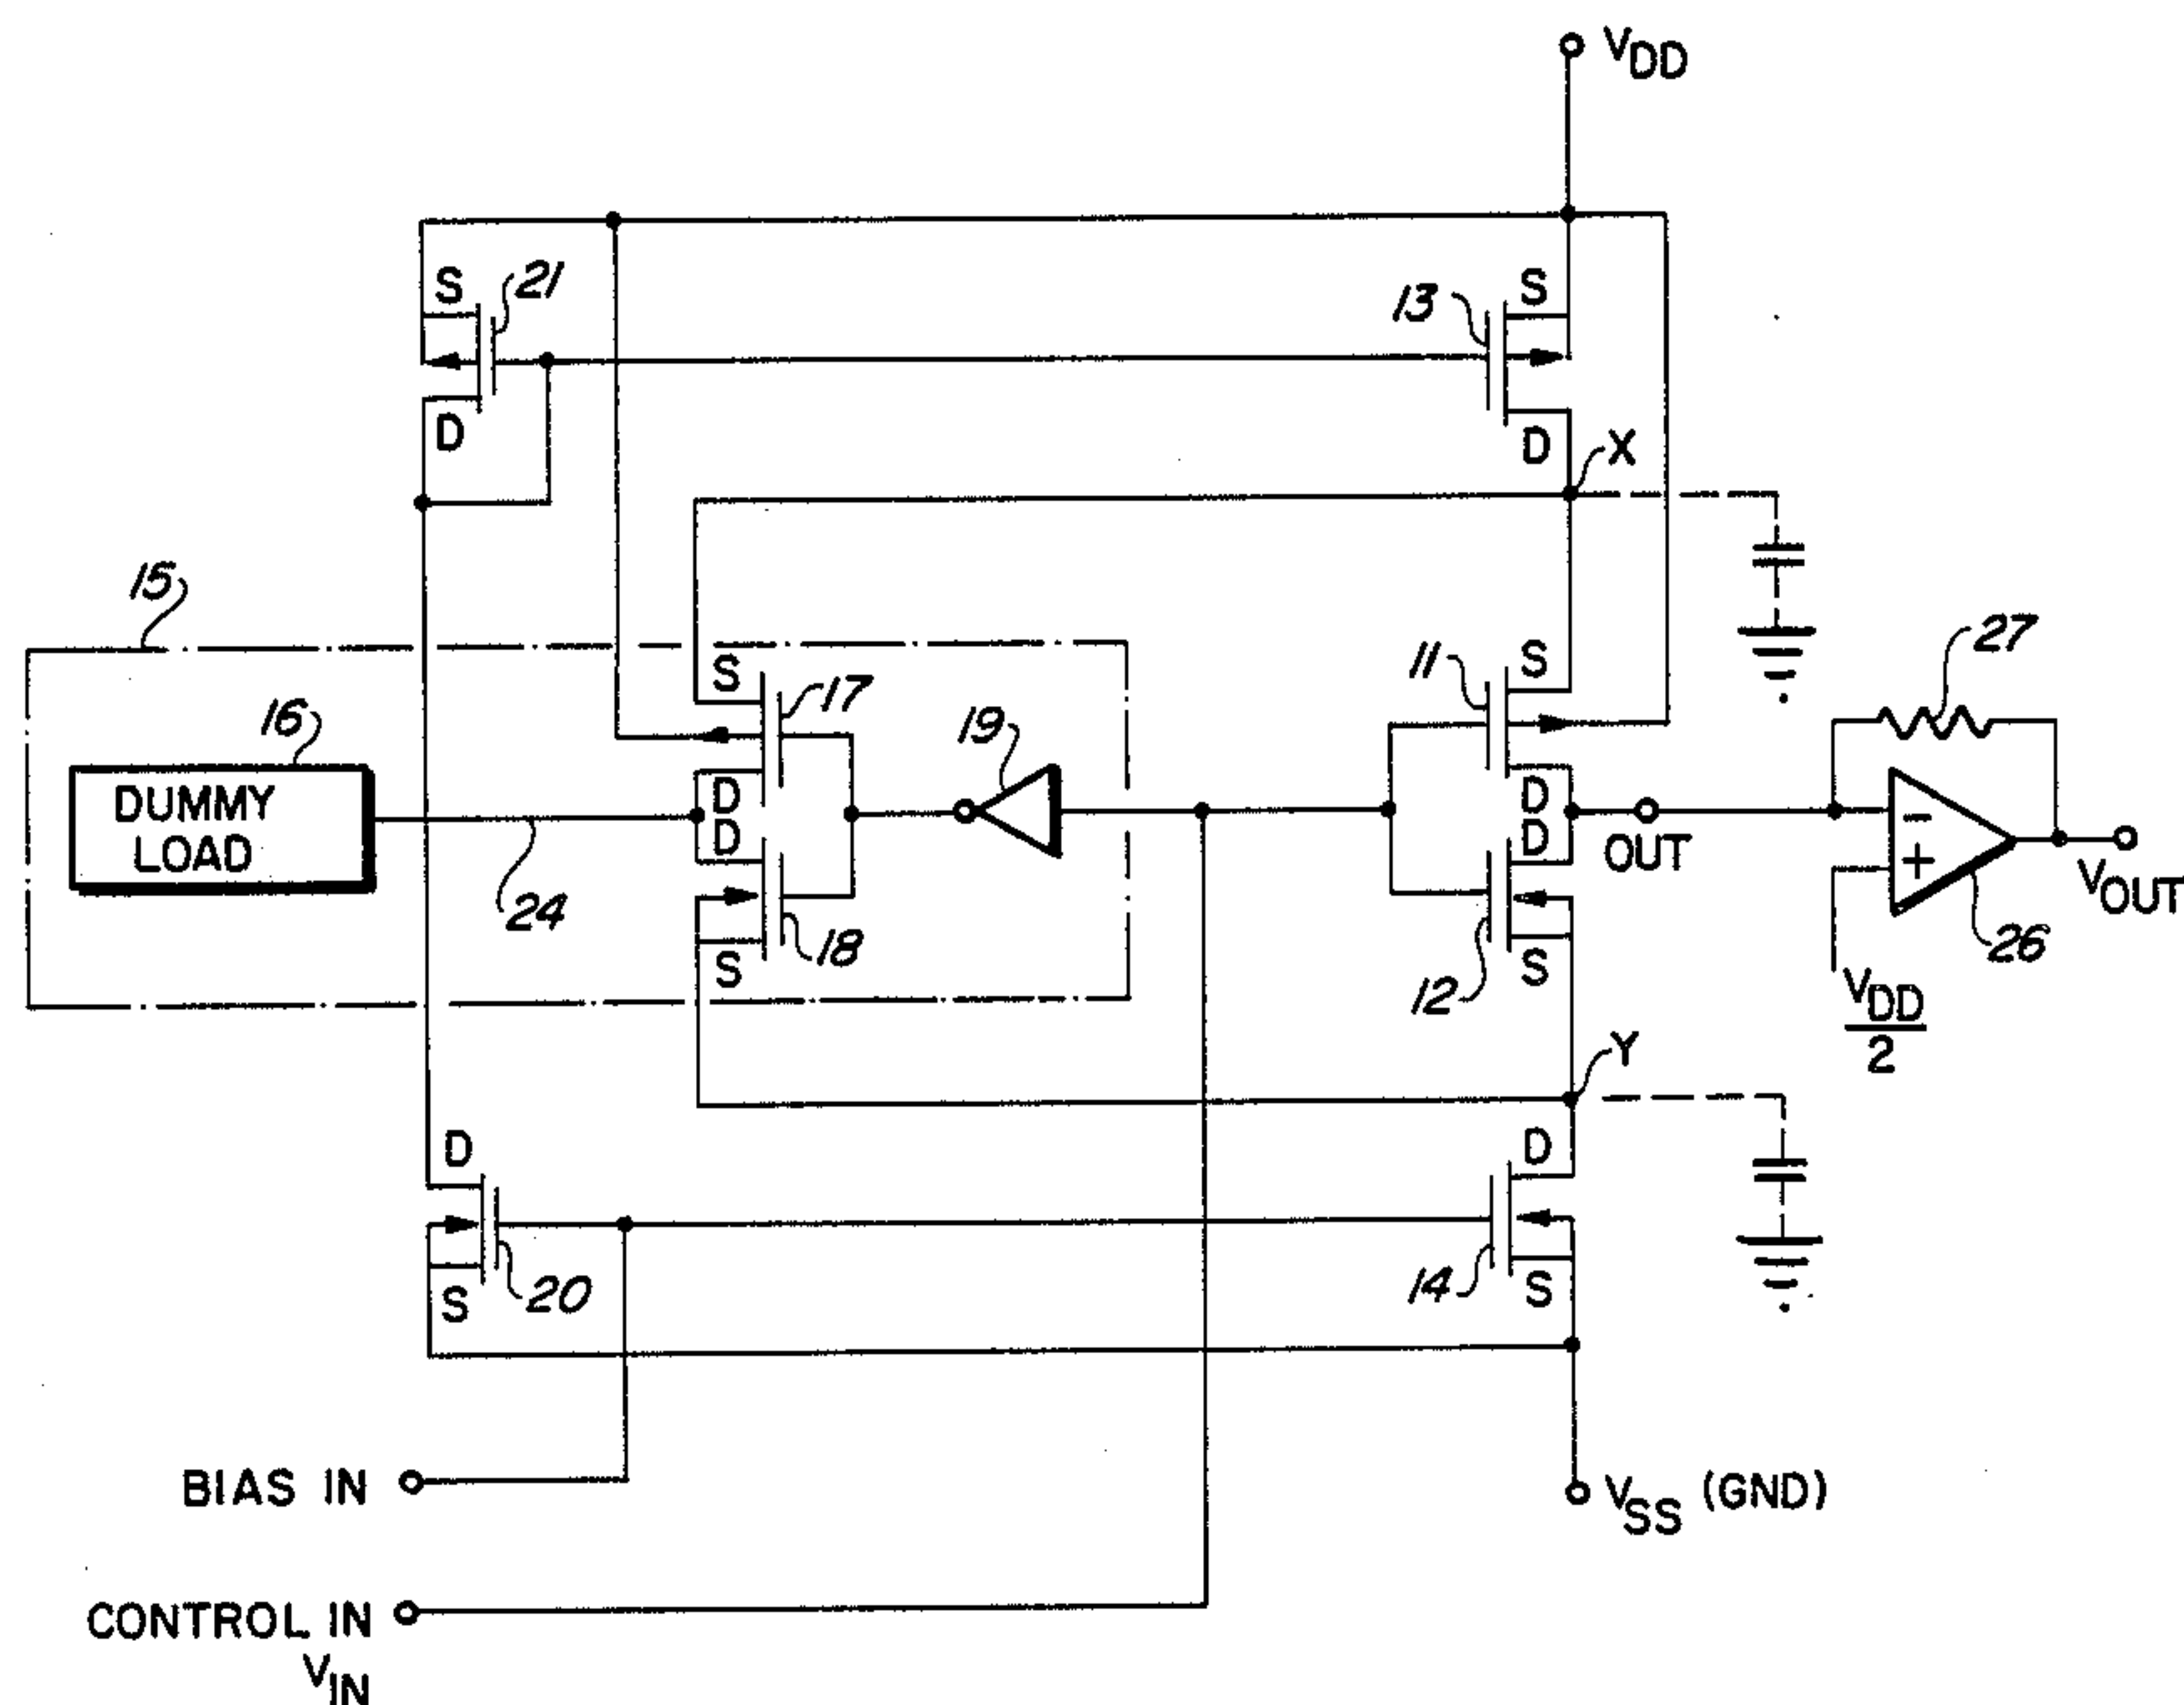 VDD
S
21
S
13
D
D
X
15
S
17
11
S
27
16
19
DUMMY
LOAD
D
D
D
D
OUT
-
+
VOUT
24
18
26
S
12
S
VDD
2
Y
D
D
20
S
14
S
BIAS IN
VSS (GND)
CONTROL IN
VIN